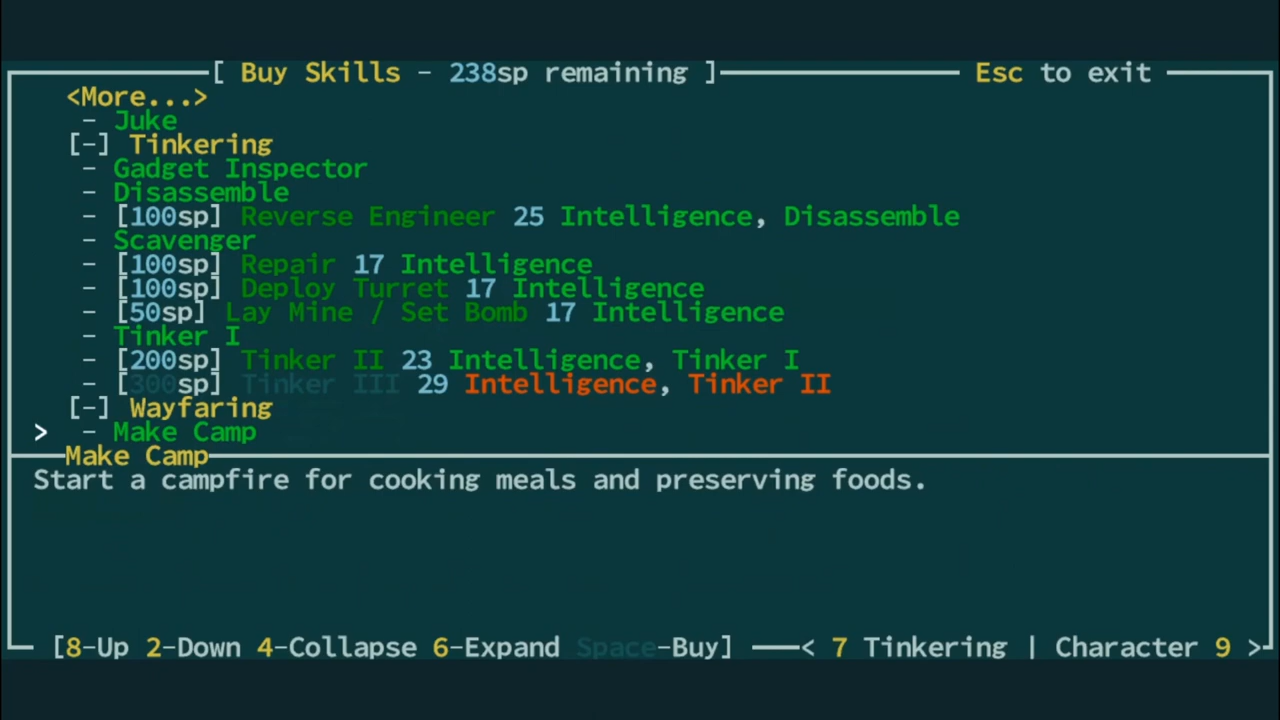 [ Buy Skills - 238sp remaining ] Esc to exit
<More...>
- Juke
[-] Tinkering
- Gadget Inspector
- Disassemble
- [100sp] Reverse Engineer 25 Intelligence, Disassemble
- Scavenger
- [100sp] Repair 17 Intelligence
- [100sp] Deploy Turret 17 Intelligence
- [50sp] Lay Mine / Set Bomb 17 Intelligence
- Tinker I
- [200sp] Tinker II 23 Intelligence, Tinker I
- [300sp] Tinker III 29 Intelligence, Tinker II
[-] Wayfaring
> - Make Camp
Make Camp
Start a campfire for cooking meals and preserving foods.
[8-Up 2-Down 4-Collapse 6-Expand Space-Buy] < 7 Tinkering | Character 9 >